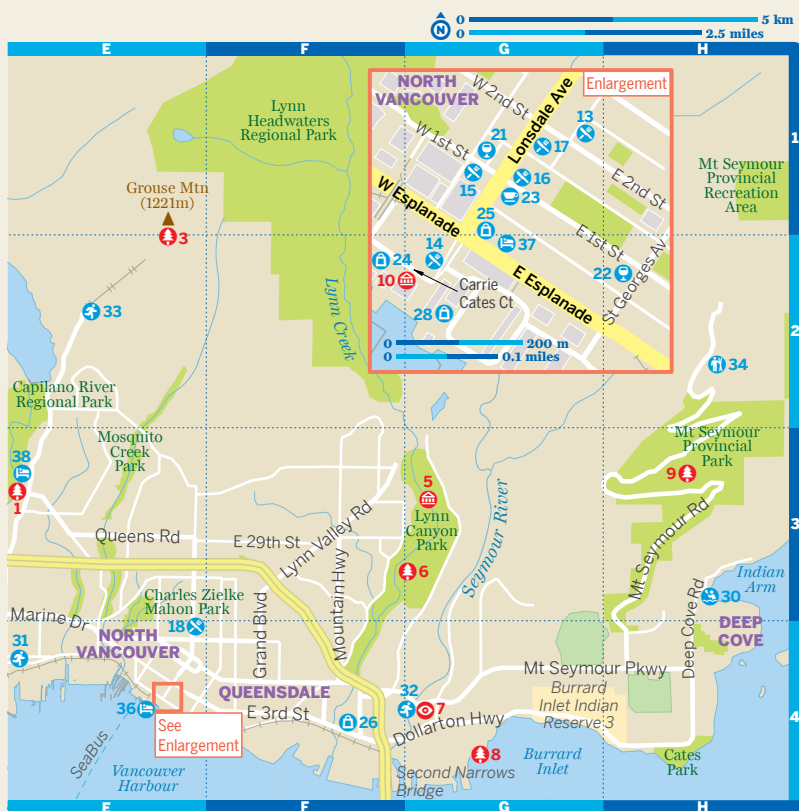 N
0
5 km
0
2.5 miles
E
F
G
H
1
2
3
4
Lynn
Headwaters
Regional Park
Grouse Mtn
(1221m)
3
33
Lynn Creek
Capilano River
Regional Park
Mosquito
Creek
Park
38
1
Queens Rd
E 29th St
Lynn Valley Rd
Mountain Hwy
Grand Blvd
Charles Zielke
Mahon Park
18
Marine Dr
31
NORTH
VANCOUVER
QUEENSDALE
E 3rd St
36
See
Enlargement
26
SeaBus
Vancouver
Harbour
5
Lynn
Canyon
Park
6
Seymour River
32
7
Dollarton Hwy
8
Second Narrows
Bridge
Burrard
Inlet
Mt Seymour Pkwy
Burrard
Inlet Indian
Reserve 3
Cates
Park
Deep Cove Rd
DEEP
COVE
30
Indian
Arm
Mt Seymour Rd
9
Mt Seymour
Provincial
Park
34
Mt Seymour
Provincial
Recreation
Area
Enlargement
NORTH
VANCOUVER
W 2nd St
Lonsdale Ave
13
W 1st St
21
17
15
16
23
E 2nd St
W Esplanade
25
37
E 1st St
14
24
10
Carrie
Cates Ct
E Esplanade
22
St Georges Av
28
0
200 m
0
0.1 miles
E
F
G
H